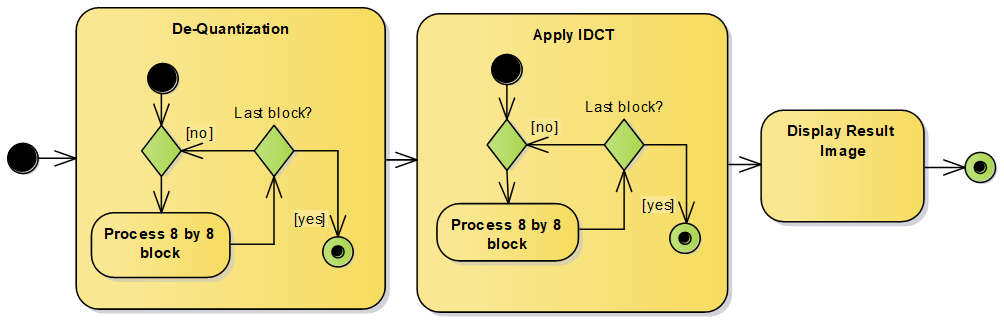 De-Quantization
Last block?
[no]
[yes]
Process 8 by 8
block
Apply IDCT
Last block?
[no]
[yes]
Process 8 by 8
block
Display Result
Image